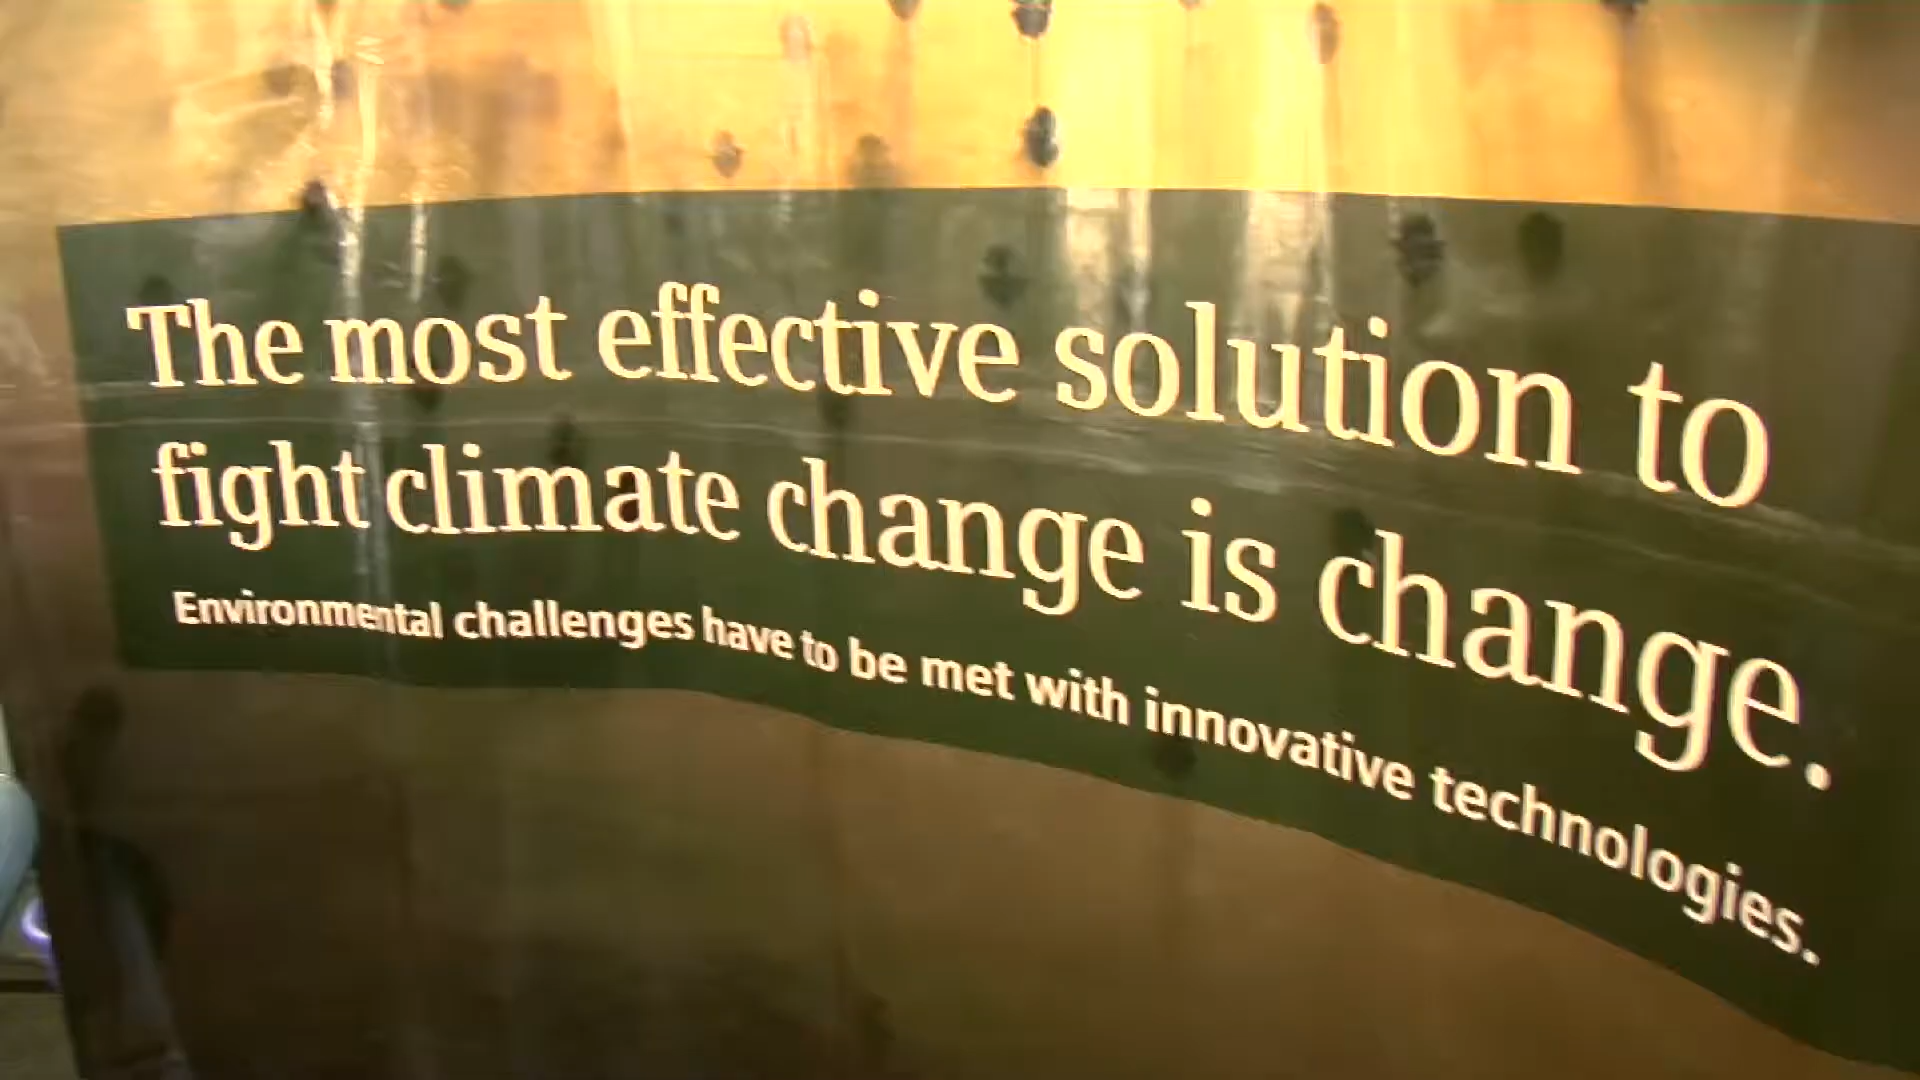 The most effective solution to
fight climate change is change.
Environmental challenges have to be met with innovative technologies.